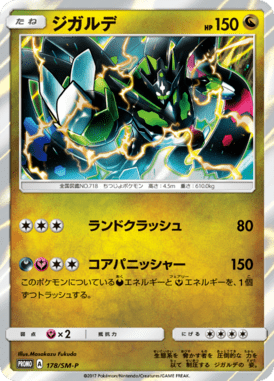 たね ジガルデ HP 150
全国図鑑NO.718 ちつじょポケモン 高さ:4.5m 重さ:610.0kg
ランドクラッシュ 80
コアパニッシャー 150
このポケモンについているエネルギーとエネルギーを、1個
ずつトラッシュする。
弱点 ×2 抵抗力 にげる
Illus.Masakazu Fukuda
PROMO A 178/SM-P
©2017 Pokémon/Nintendo/Creatures/GAME FREAK.